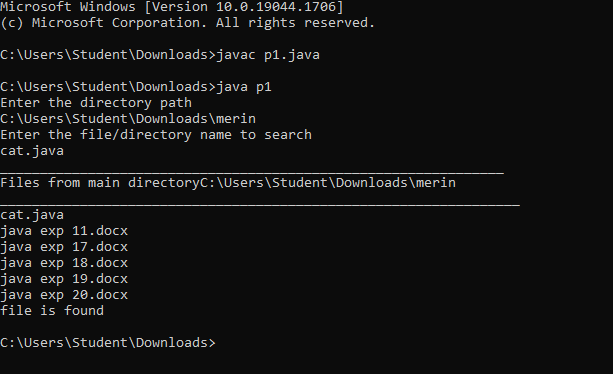 Microsoft Windows [Version 10.0.19044.1706]
(c) Microsoft Corporation. All rights reserved.
C:\Users\Student\Downloads>javac p1.java
C:\Users\Student\Downloads>java p1
Enter the directory path
C:\Users\Student\Downloads\merin
Enter the file/directory name to search
cat.java
_______________________________________________________________
Files from main directoryC:\Users\Student\Downloads\merin
_________________________________________________________________
cat.java
java exp 11.docx
java exp 17.docx
java exp 18.docx
java exp 19.docx
java exp 20.docx
file is found
C:\Users\Student\Downloads>